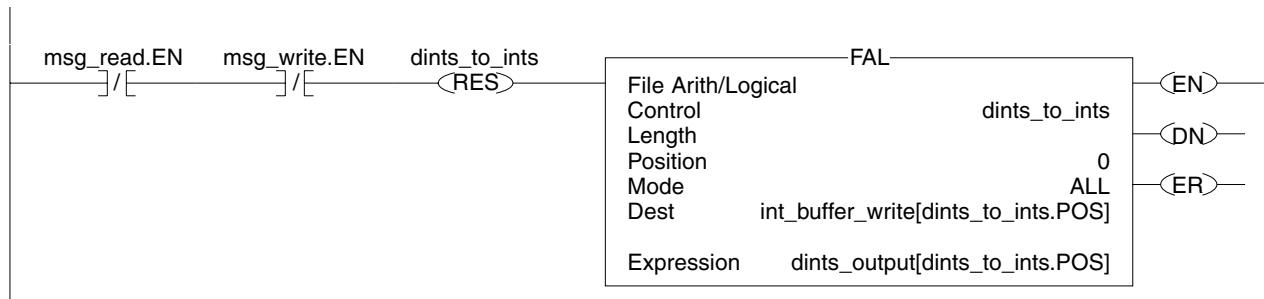 msg_read.EN msg_write.EN dints_to_ints
RES
FAL
File Arith/Logical
Control dints_to_ints
Length
Position 0
Mode ALL
Dest int_buffer_write[dints_to_ints.POS]
Expression dints_output[dints_to_ints.POS]
EN
DN
ER